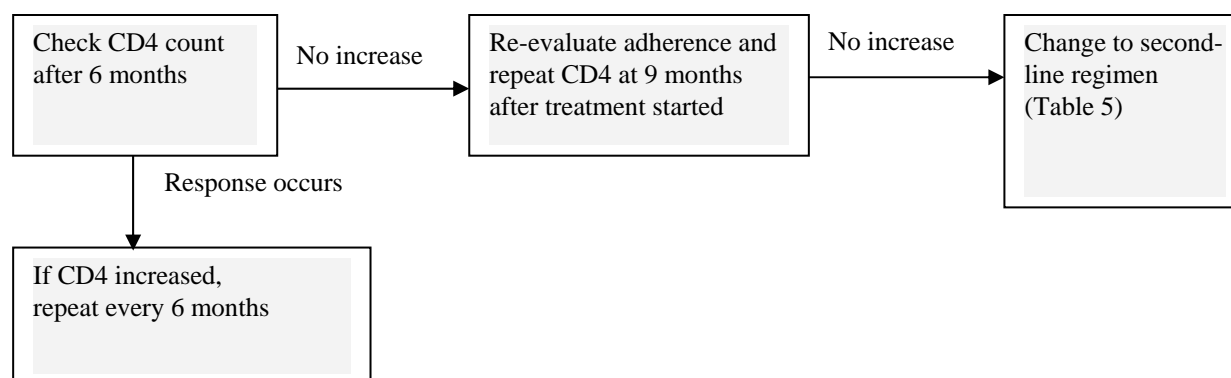 Check CD4 count
after 6 months
No increase
Re-evaluate adherence and
repeat CD4 at 9 months
after treatment started
No increase
Change to second-
line regimen
(Table 5)
Response occurs
If CD4 increased,
repeat every 6 months